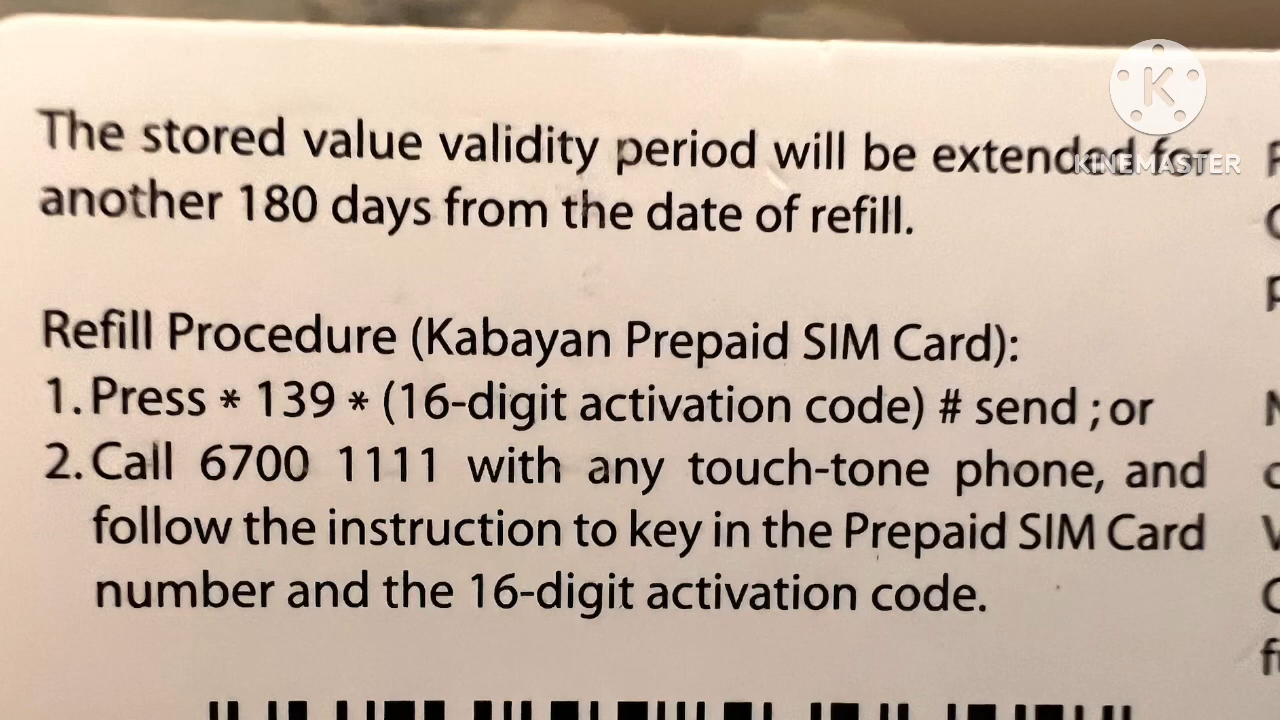 The stored value validity period will be extended for
another 180 days from the date of refill.
Refill Procedure (Kabayan Prepaid SIM Card):
1. Press * 139 * (16-digit activation code) # send ; or
2. Call 6700 1111 with any touch-tone phone, and
follow the instruction to key in the Prepaid SIM Card
number and the 16-digit activation code.
K
KINEMASTER